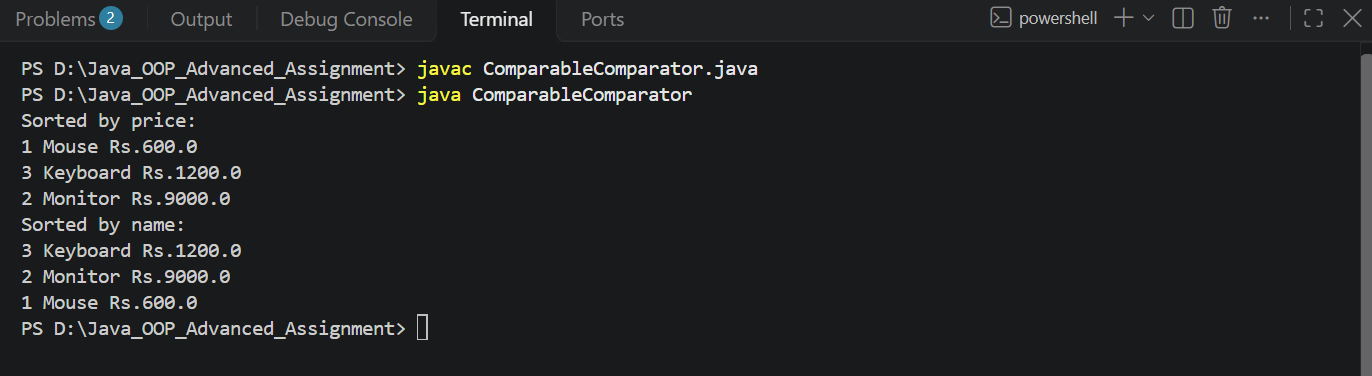 Problems 2 Output Debug Console Terminal Ports powershell
PS D:\Java_OOP_Advanced_Assignment> javac ComparableComparator.java
PS D:\Java_OOP_Advanced_Assignment> java ComparableComparator
Sorted by price:
1 Mouse Rs.600.0
3 Keyboard Rs.1200.0
2 Monitor Rs.9000.0
Sorted by name:
3 Keyboard Rs.1200.0
2 Monitor Rs.9000.0
1 Mouse Rs.600.0
PS D:\Java_OOP_Advanced_Assignment>